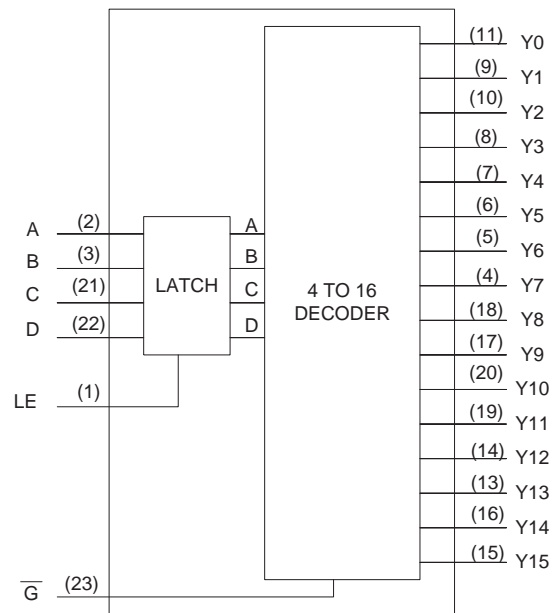 (11) Y0
(9) Y1
(10) Y2
(8) Y3
(7) Y4
(6) Y5
(5) Y6
(4) Y7
(18) Y8
(17) Y9
(20) Y10
(19) Y11
(14) Y12
(13) Y13
(16) Y14
(15) Y15
A (2) A
B (3) B
C (21) C
D (22) D
LATCH
4 TO 16
DECODER
LE (1)
G̅ (23)